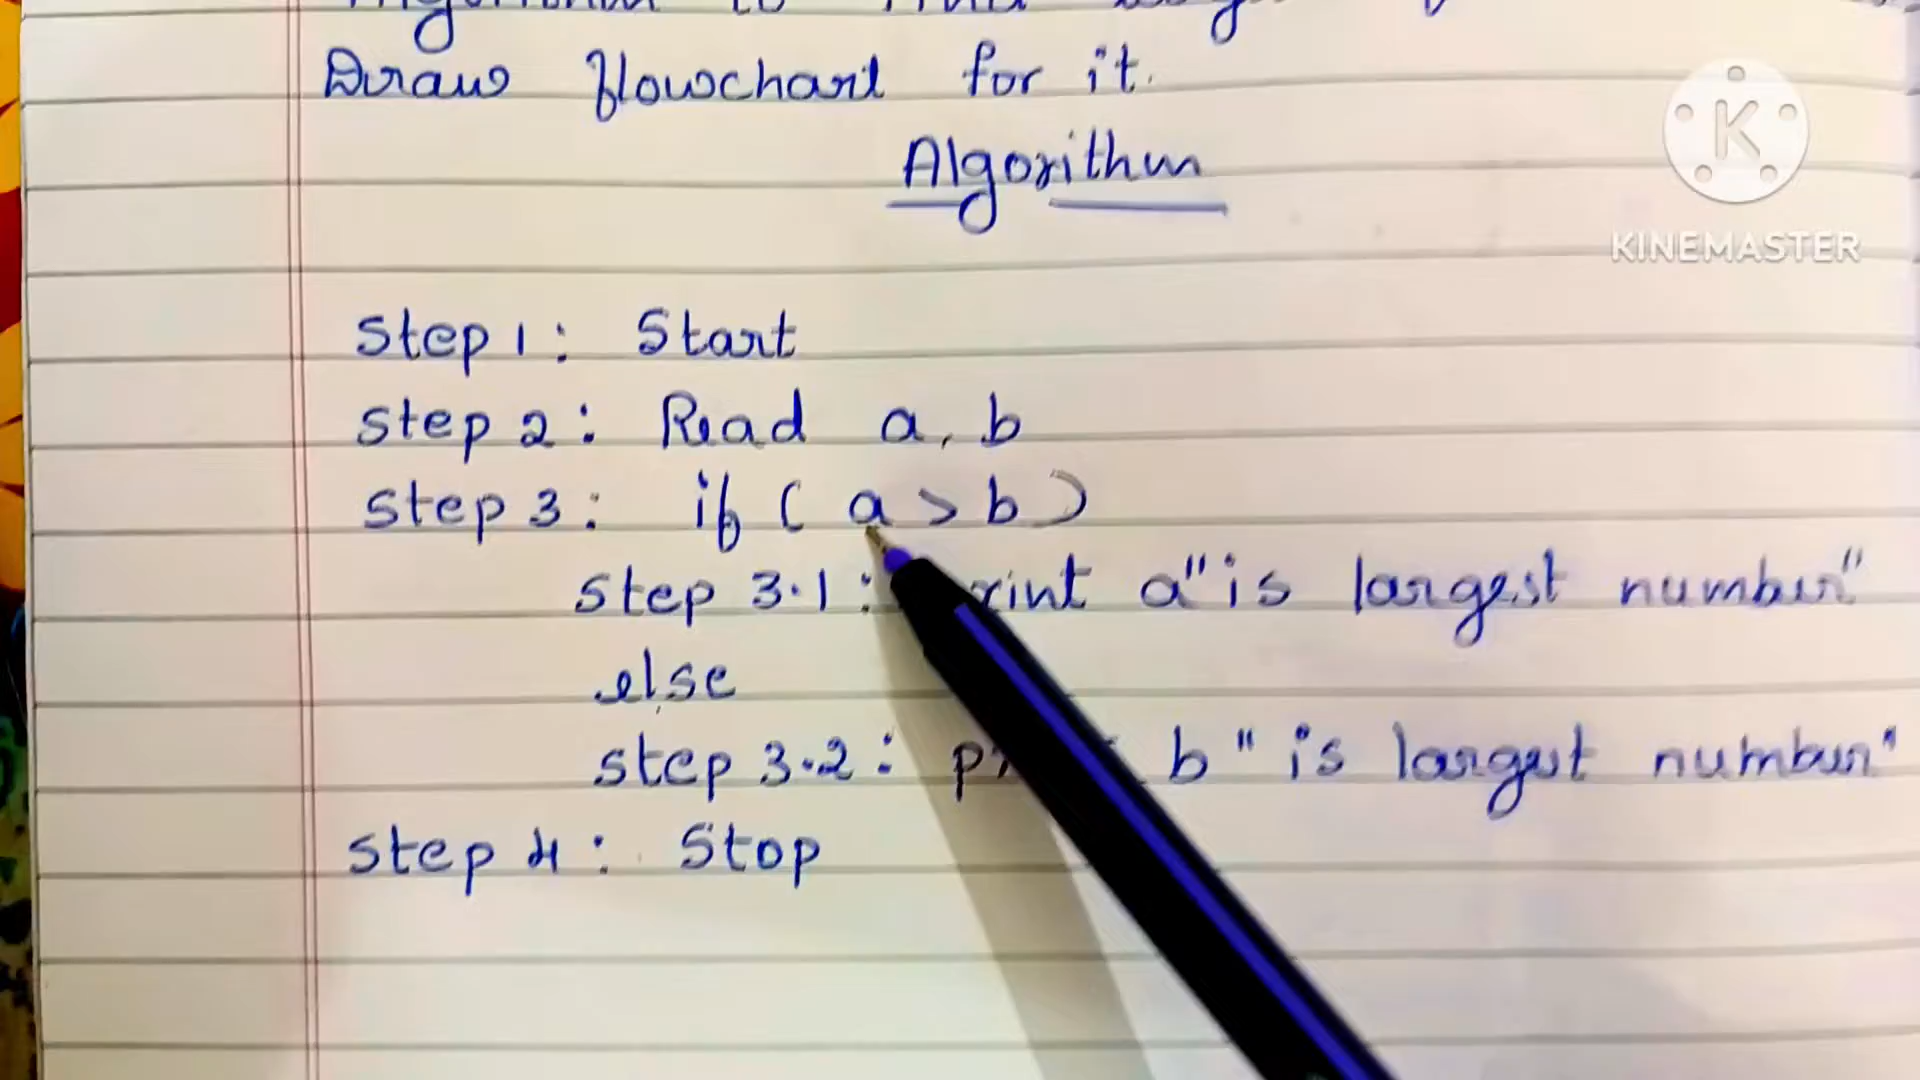 Draw flowchart for it.
Algorithm
KINEMASTER
Step 1: Start
Step 2: Read a, b
Step 3: if ( a > b )
Step 3.1: a "is largest number"
else
step 3.2: b "is largest number"
Step 4: Stop